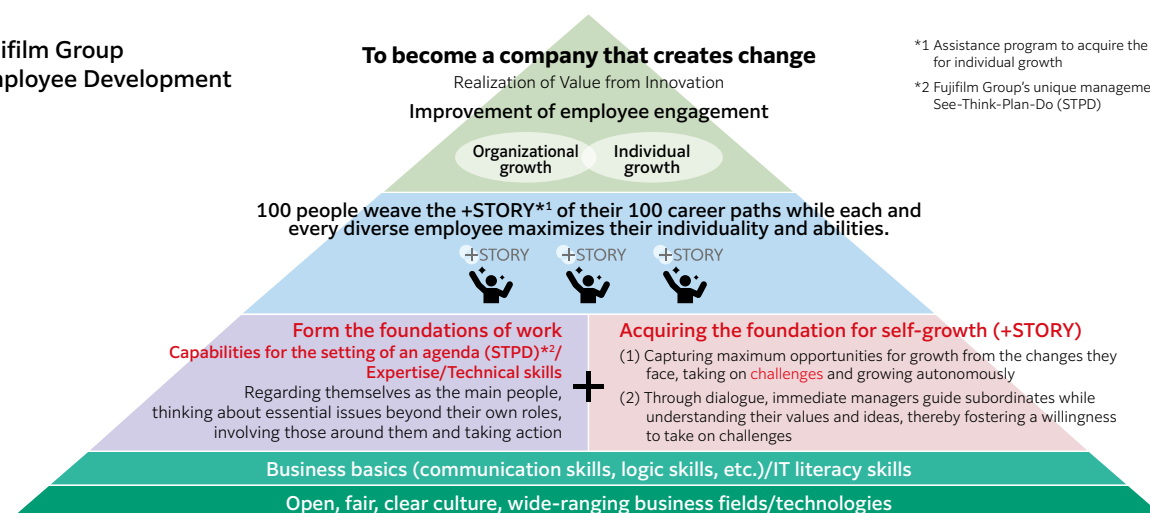 ifilm Group
ployee Development
To become a company that creates change
Realization of Value from Innovation
Improvement of employee engagement
Organizational
growth
Individual
growth
*1 Assistance program to acquire the
for individual growth
*2 Fujifilm Group's unique manageme
See-Think-Plan-Do (STPD)
100 people weave the +STORY*1 of their 100 career paths while each and
every diverse employee maximizes their individuality and abilities.
+STORY
+STORY
+STORY
Form the foundations of work
Capabilities for the setting of an agenda (STPD)*2/
Expertise/Technical skills
Regarding themselves as the main people,
thinking about essential issues beyond their own roles,
involving those around them and taking action
+
Acquiring the foundation for self-growth (+STORY)
(1) Capturing maximum opportunities for growth from the changes they
face, taking on challenges and growing autonomously
(2) Through dialogue, immediate managers guide subordinates while
understanding their values and ideas, thereby fostering a willingness
to take on challenges
Business basics (communication skills, logic skills, etc.)/IT literacy skills
Open, fair, clear culture, wide-ranging business fields/technologies